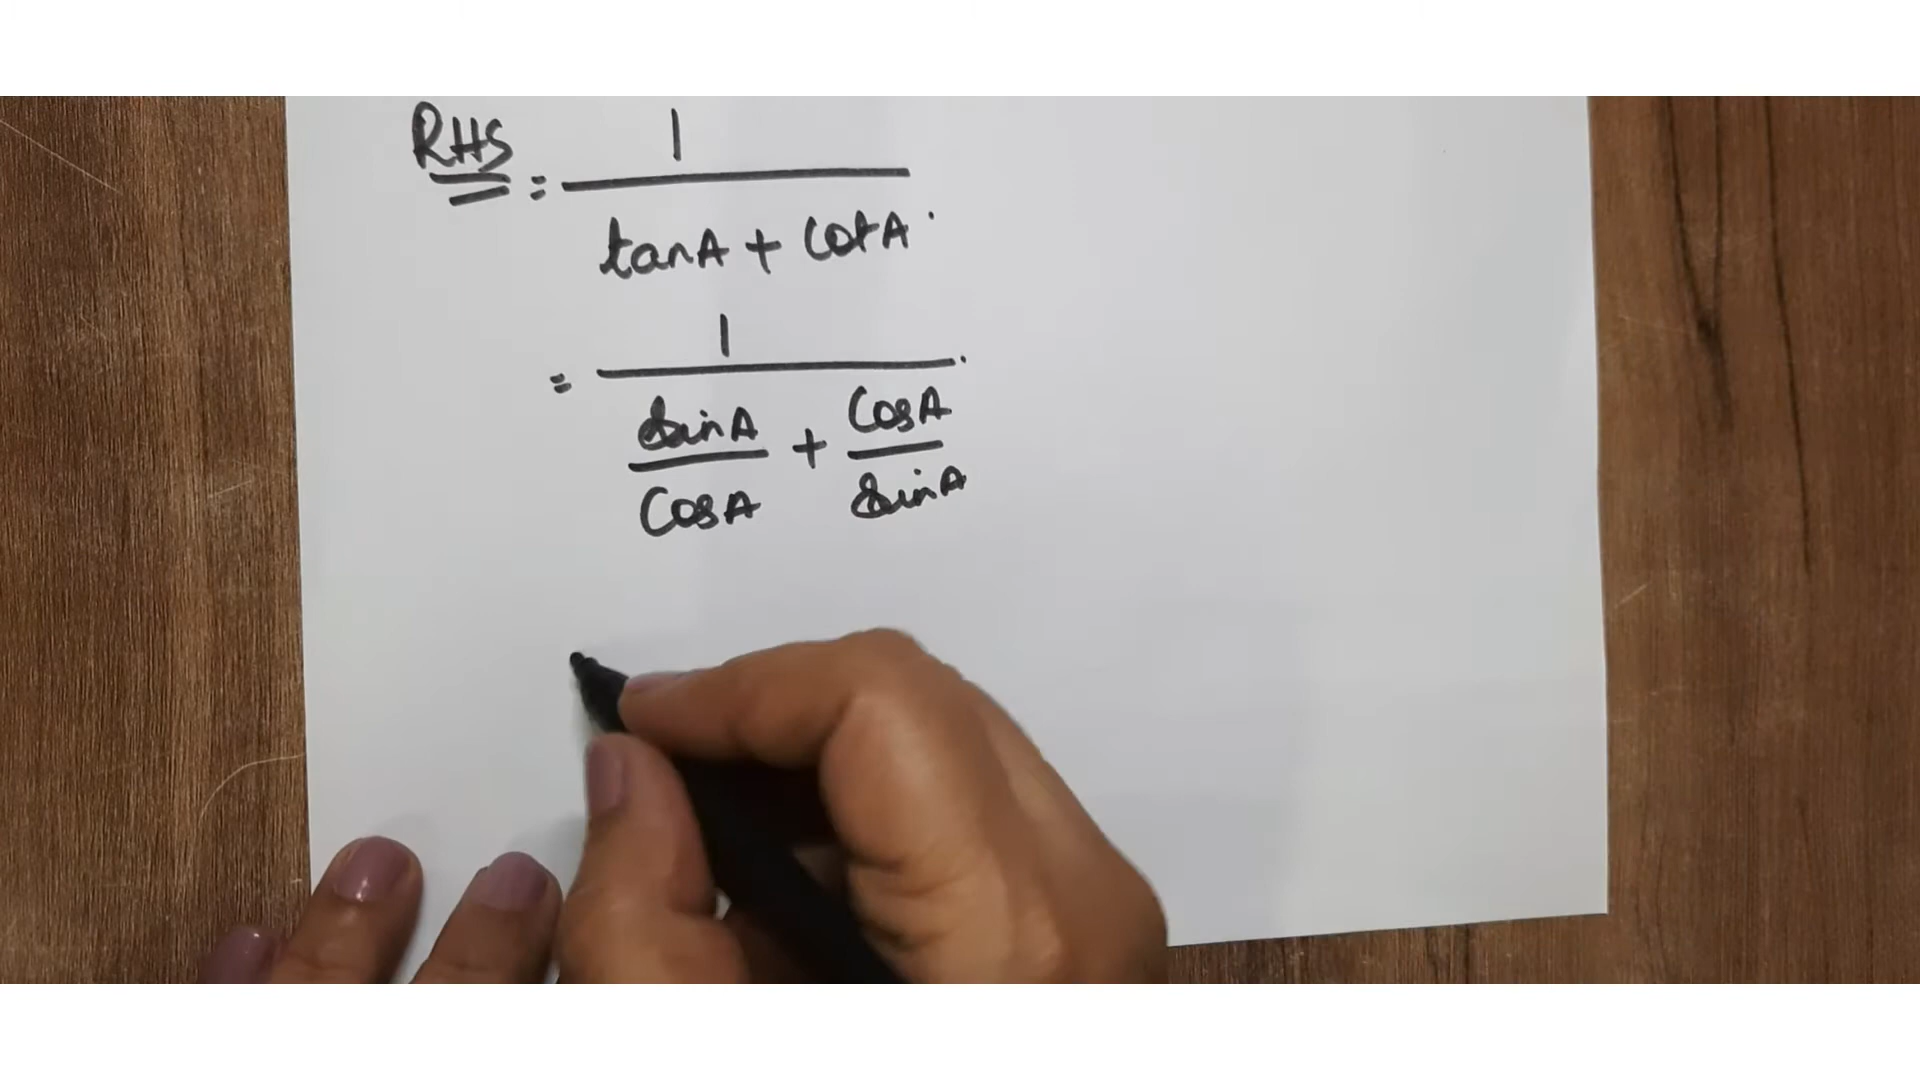 RHS = 1
tanA + cotA.
= 1
sinA + CosA
CosA sinA